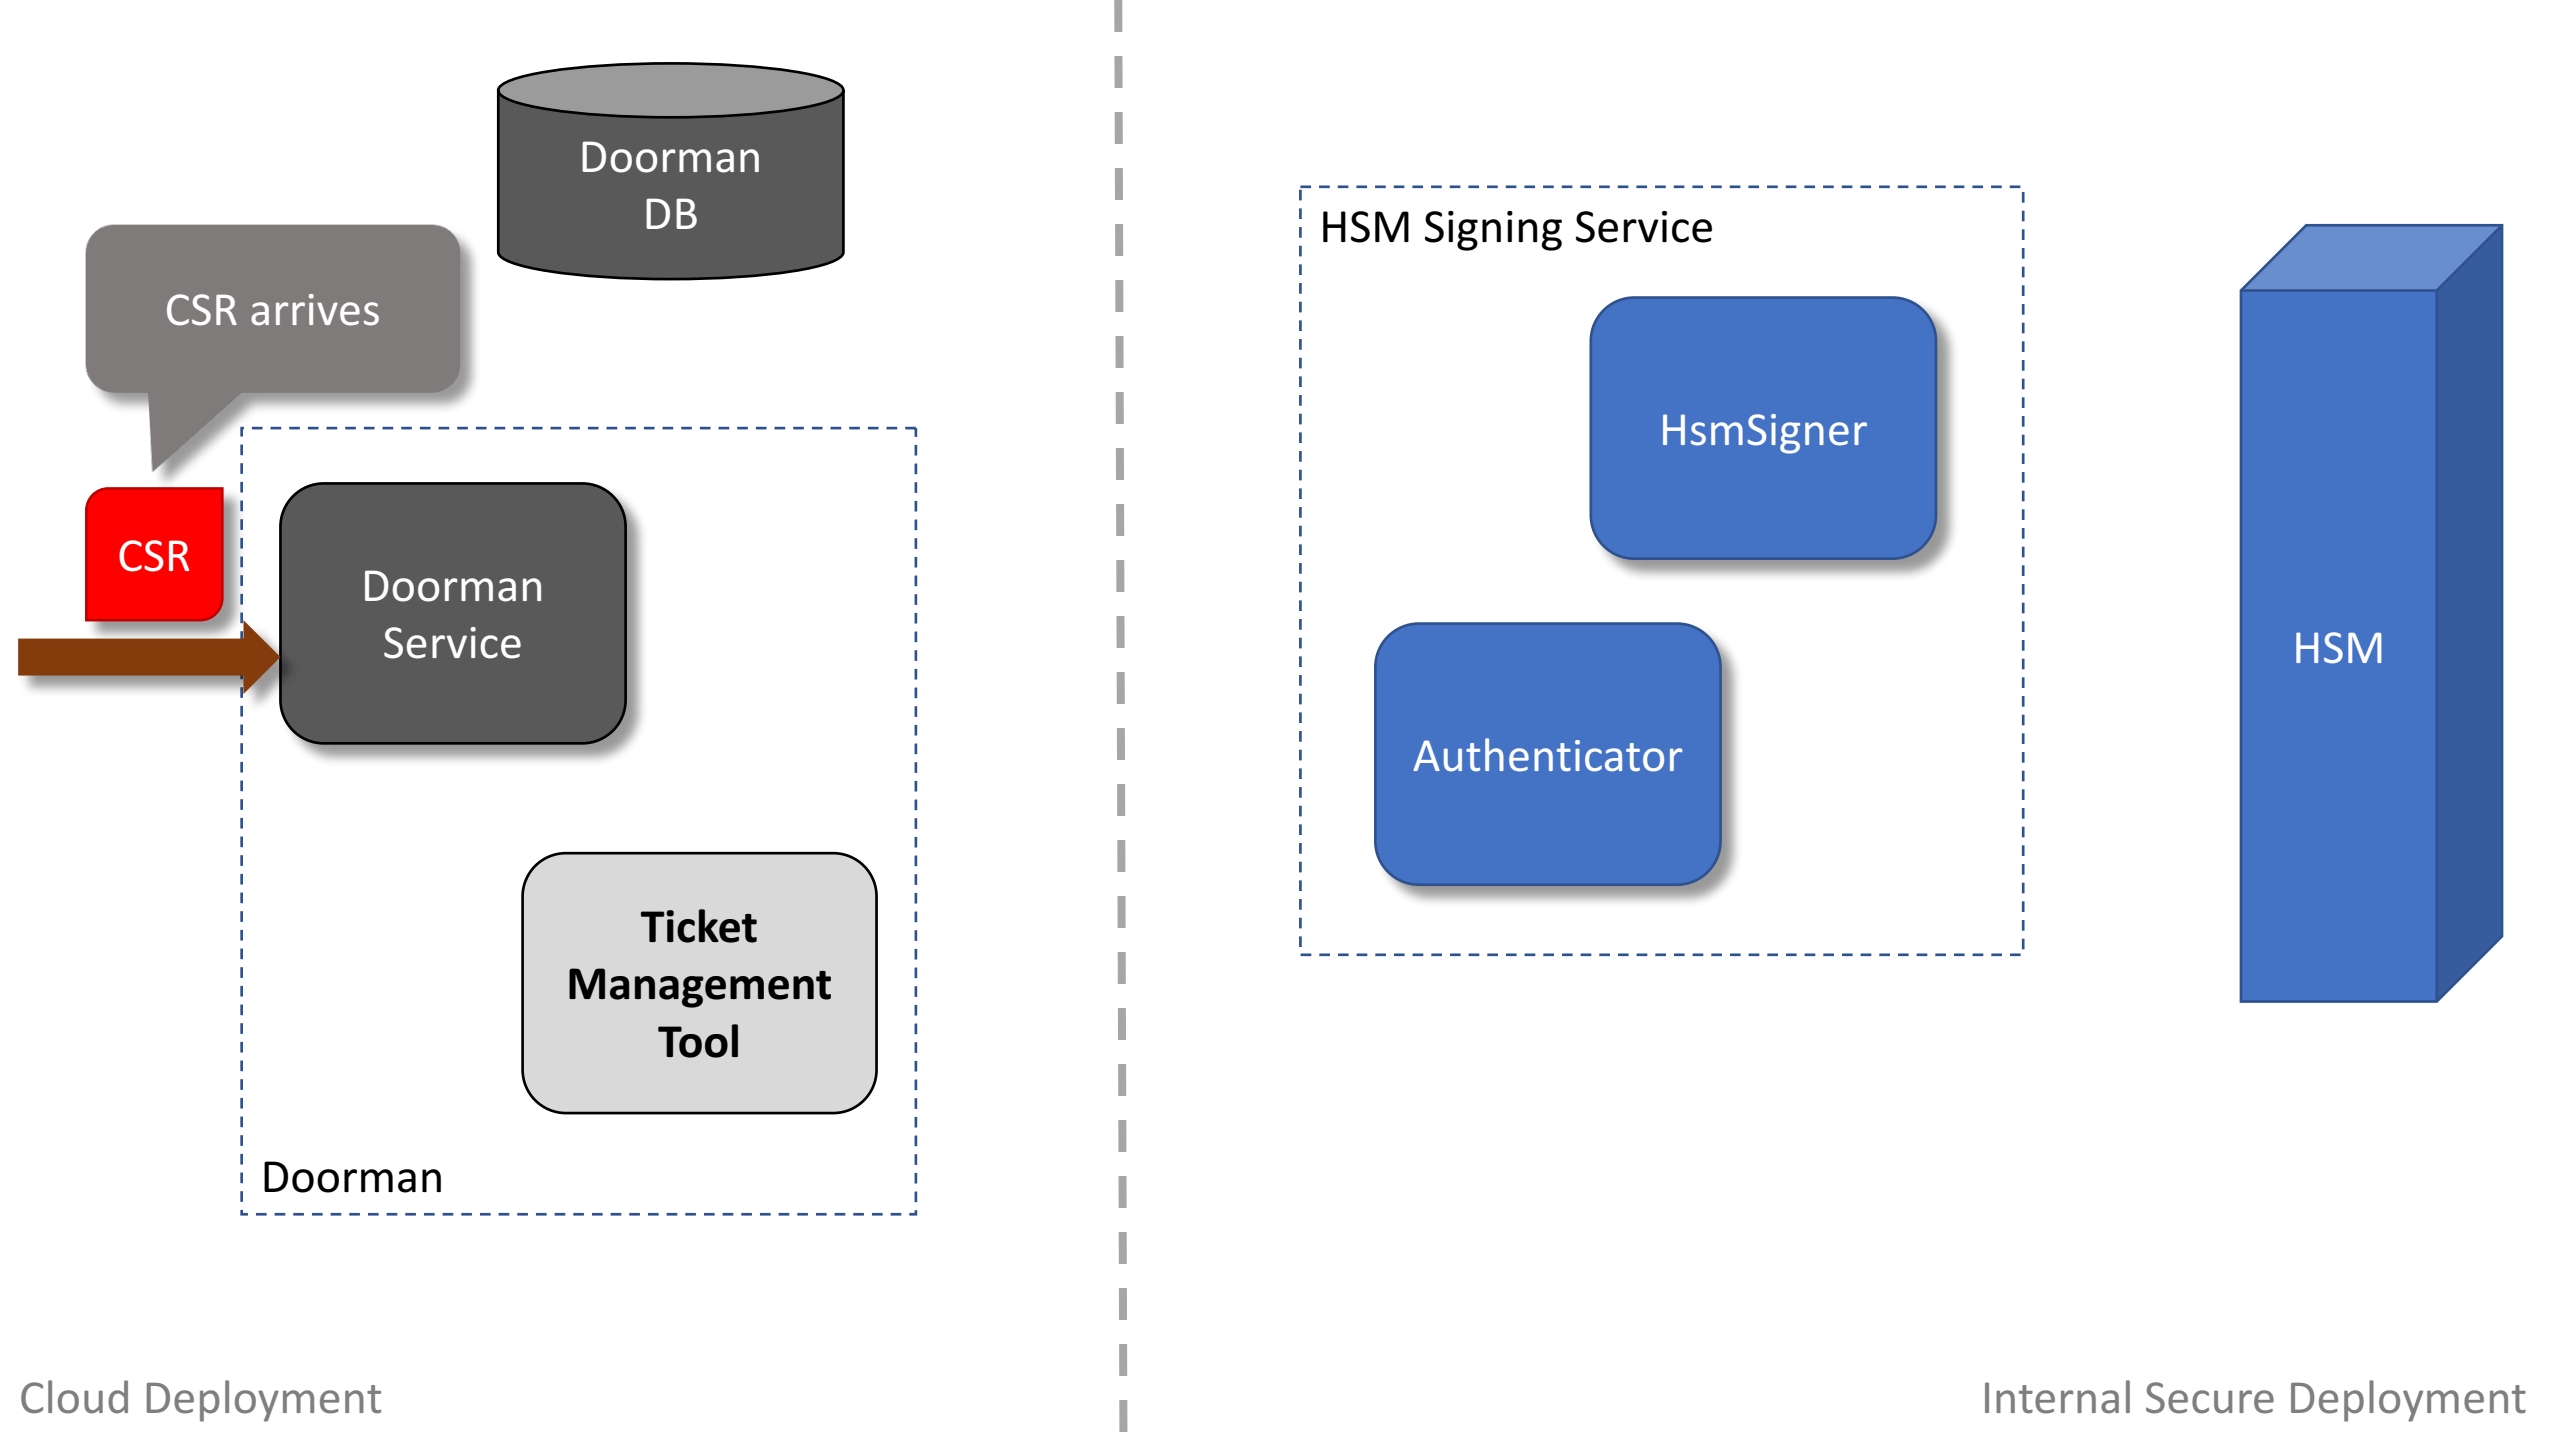 Doorman
DB
CSR arrives
CSR
Doorman
Service
Ticket
Management
Tool
Doorman
HSM Signing Service
HsmSigner
Authenticator
HSM
Cloud Deployment
Internal Secure Deployment